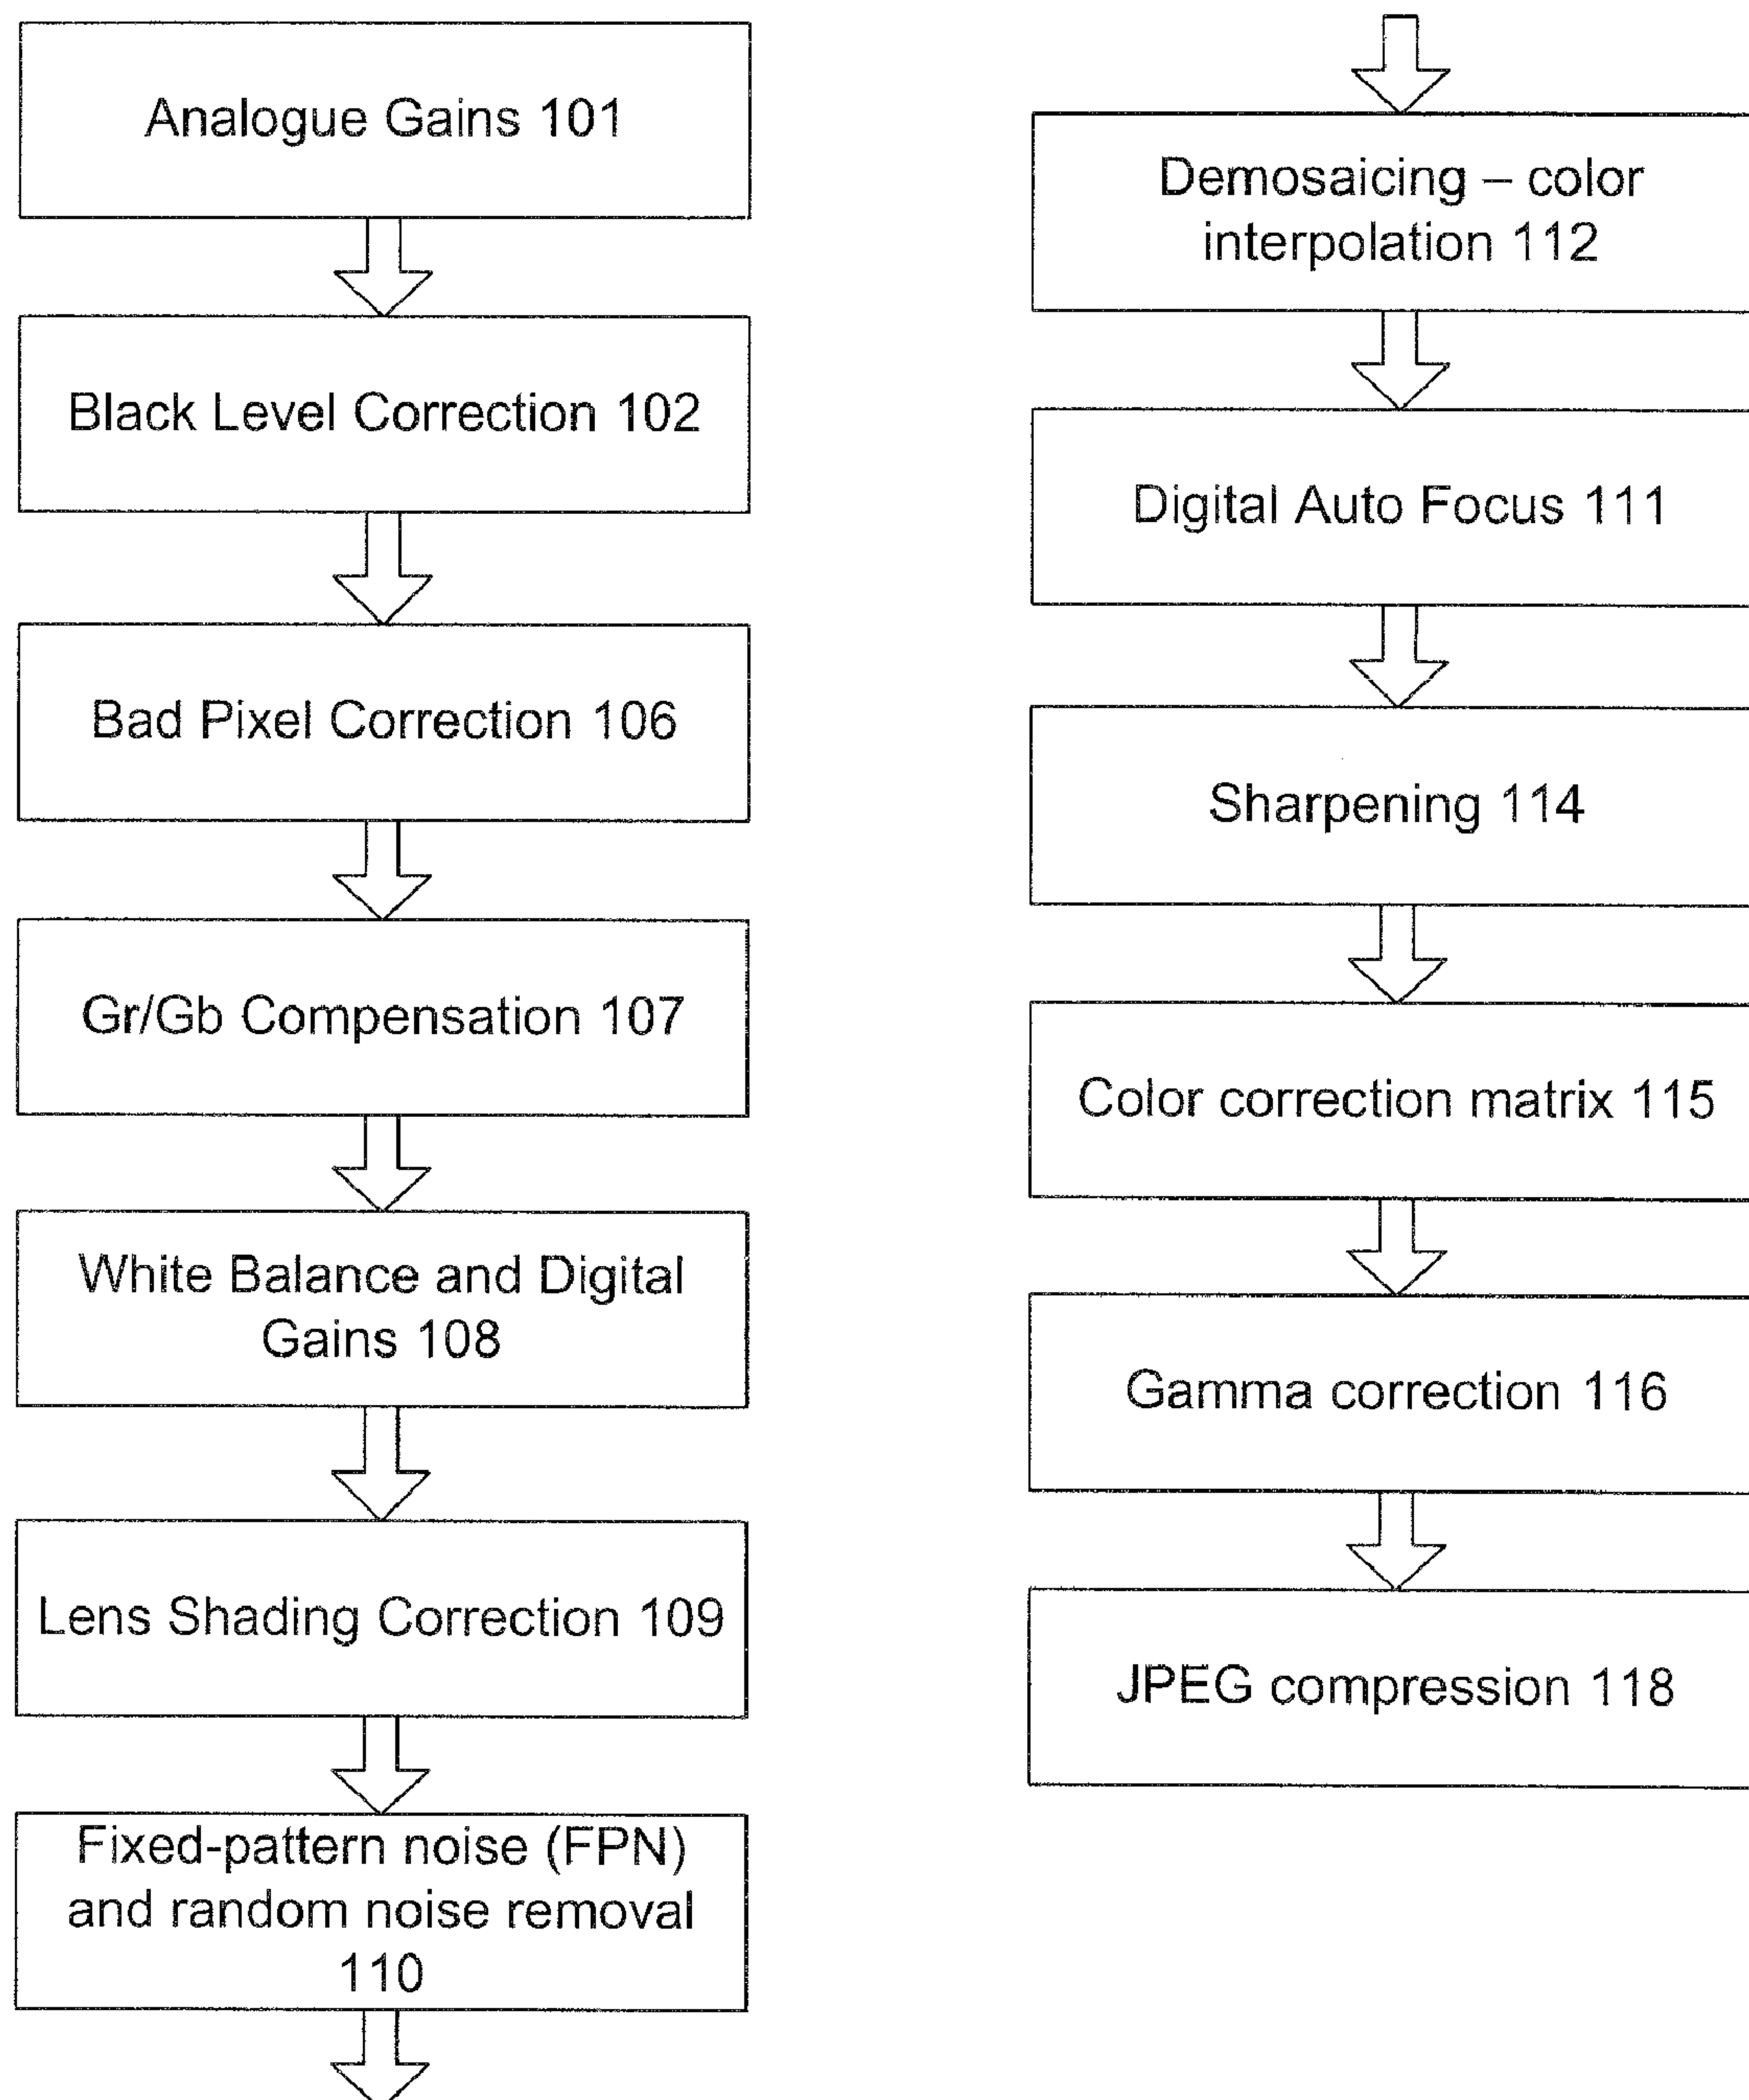 Analogue Gains 101
Black Level Correction 102
Bad Pixel Correction 106
Gr/Gb Compensation 107
White Balance and Digital
Gains 108
Lens Shading Correction 109
Fixed-pattern noise (FPN)
and random noise removal
110
Demosaicing – color
interpolation 112
Digital Auto Focus 111
Sharpening 114
Color correction matrix 115
Gamma correction 116
JPEG compression 118